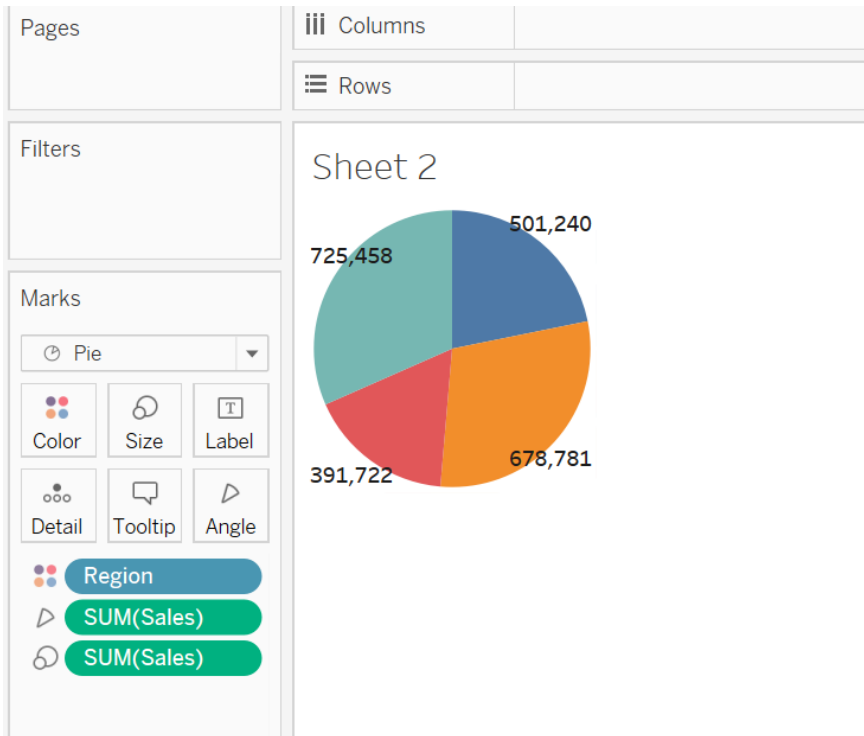 Pages
Columns
Rows
Filters
Sheet 2
501,240
725,458
678,781
391,722
Marks
Pie
Color Size Label
T
Detail Tooltip Angle
Region
SUM(Sales)
SUM(Sales)